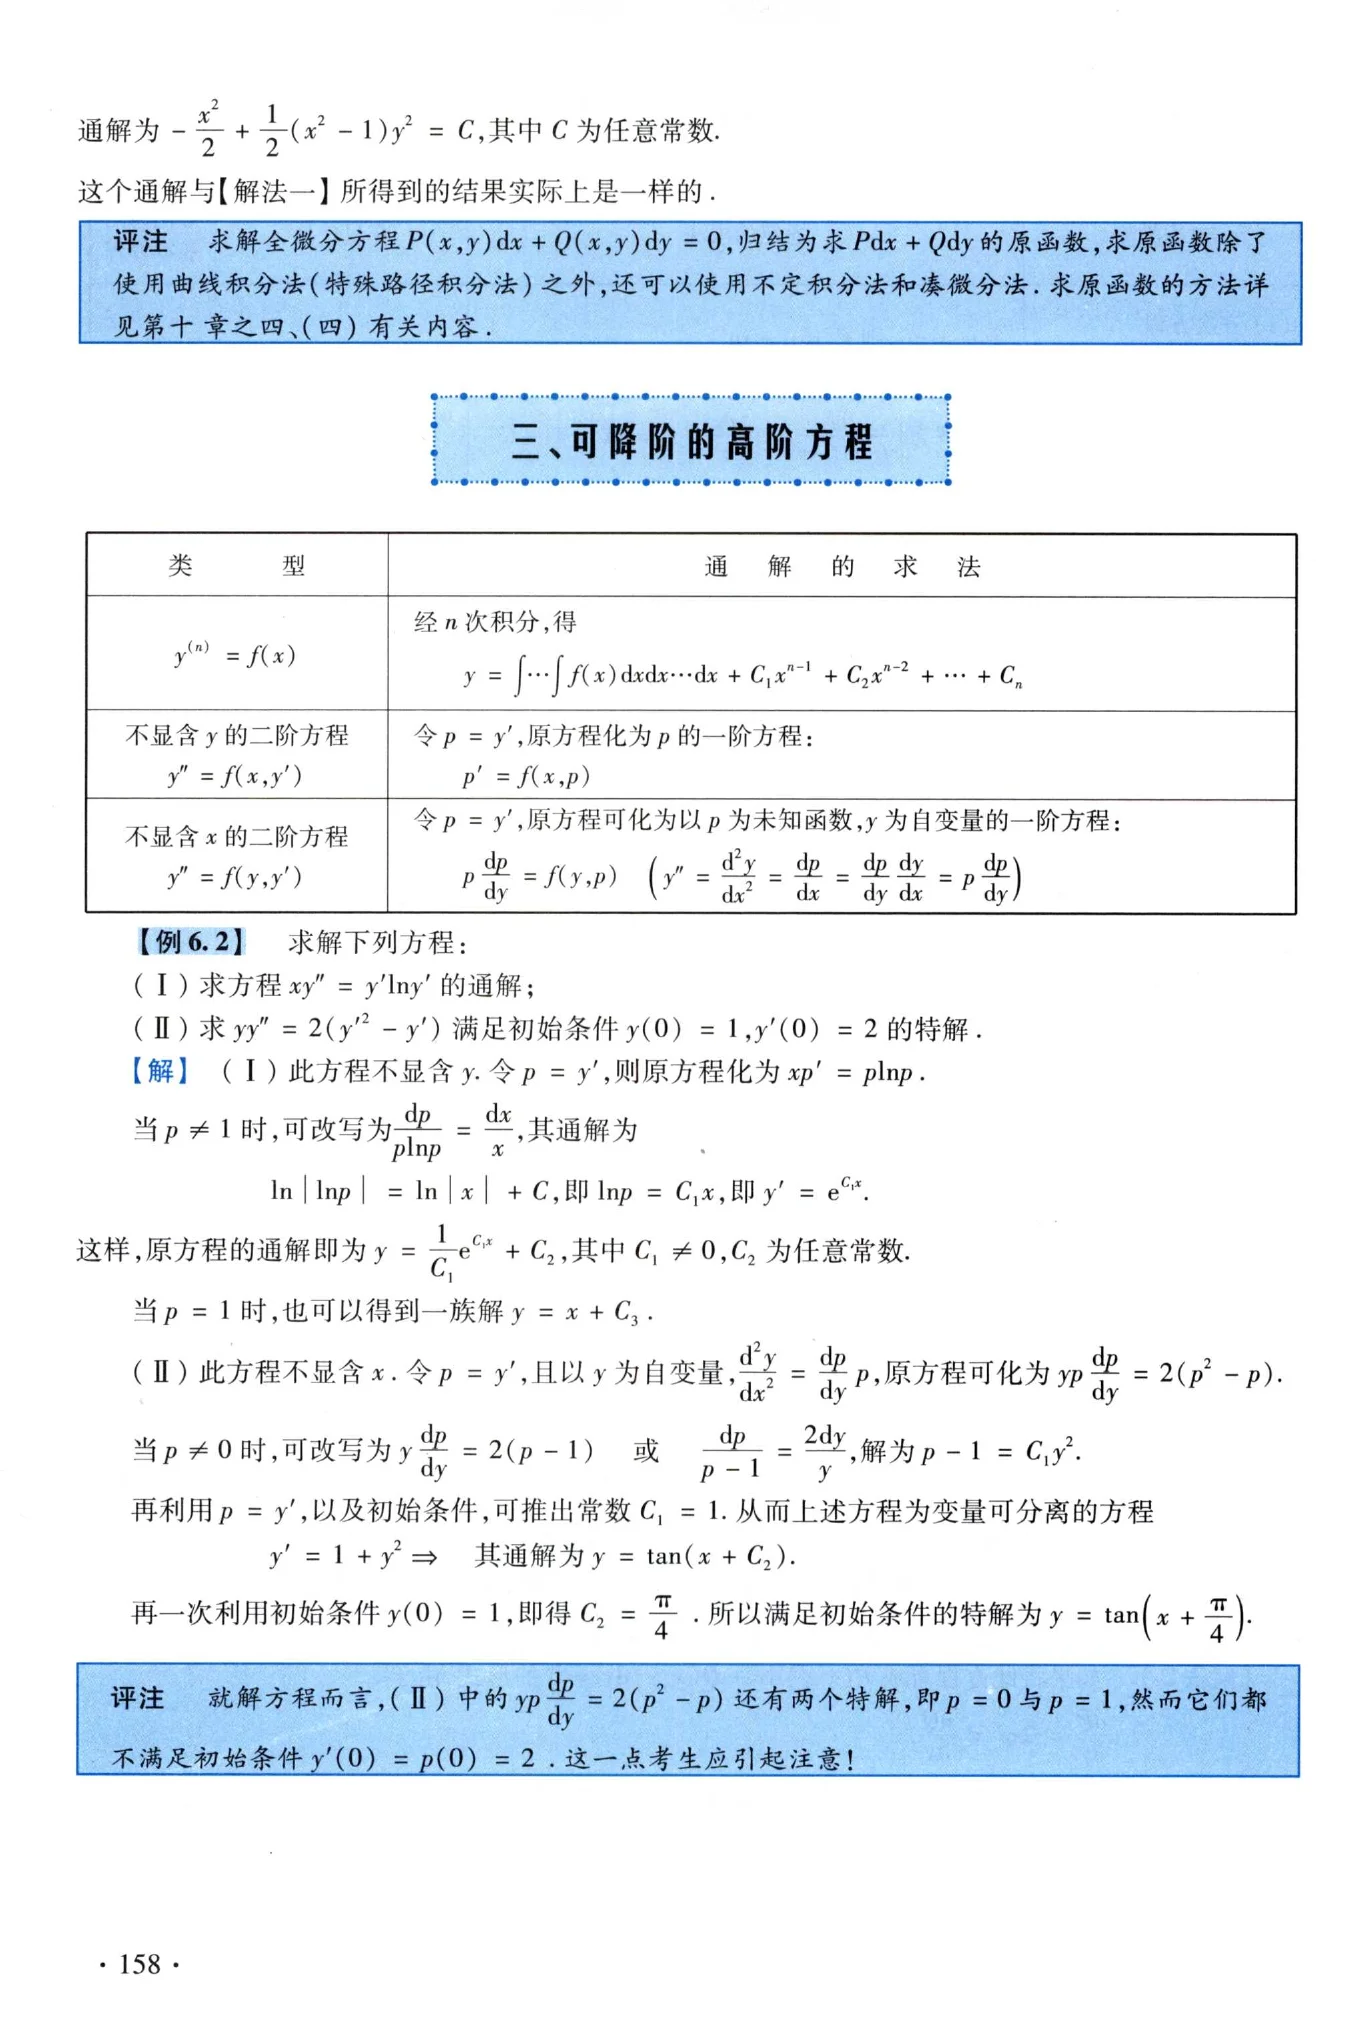 通解为 $-\frac{x^2}{2} + \frac{1}{2}(x^2 - 1)y^2 = C$,其中 C 为任意常数.
这个通解与【解法一】所得到的结果实际上是一样的.
评注 求解全微分方程 $P(x,y)\mathrm{d}x + Q(x,y)\mathrm{d}y = 0$,归结为求 $P\mathrm{d}x + Q\mathrm{d}y$ 的原函数,求原函数除了
使用曲线积分法(特殊路径积分法)之外,还可以使用不定积分法和凑微分法.求原函数的方法详
见第十章之四、(四)有关内容.
三、可降阶的高阶方程
类 型 通 解 的 求 法
$y^{(n)} = f(x)$
经 n 次积分,得
$y = \int\cdots\int f(x)\mathrm{d}x\mathrm{d}x\cdots\mathrm{d}x + C_1x^{n-1} + C_2x^{n-2} + \cdots + C_n$
不显含 y 的二阶方程
$y'' = f(x,y')$
令 $p = y'$,原方程化为 p 的一阶方程:
$p' = f(x,p)$
不显含 x 的二阶方程
$y'' = f(y,y')$
令 $p = y'$,原方程可化为以 p 为未知函数,y 为自变量的一阶方程:
$p\frac{\mathrm{d}p}{\mathrm{d}y} = f(y,p)$ $\left(y'' = \frac{\mathrm{d}^2y}{\mathrm{d}x^2} = \frac{\mathrm{d}p}{\mathrm{d}x} = \frac{\mathrm{d}p}{\mathrm{d}y}\frac{\mathrm{d}y}{\mathrm{d}x} = p\frac{\mathrm{d}p}{\mathrm{d}y}\right)$
【例6.2】 求解下列方程:
(Ⅰ)求方程 $xy'' = y'\ln y'$ 的通解;
(Ⅱ)求 $yy'' = 2(y'^2 - y')$ 满足初始条件 $y(0) = 1,y'(0) = 2$ 的特解.
【解】 (Ⅰ)此方程不显含 y.令 $p = y'$,则原方程化为 $xp' = p\ln p$.
当 $p \neq 1$ 时,可改写为 $\frac{\mathrm{d}p}{p\ln p} = \frac{\mathrm{d}x}{x}$,其通解为
$\ln|\ln p| = \ln|x| + C$,即 $\ln p = C_1x$,即 $y' = \mathrm{e}^{C_1x}$.
这样,原方程的通解即为 $y = \frac{1}{C_1}\mathrm{e}^{C_1x} + C_2$,其中 $C_1 \neq 0$,$C_2$ 为任意常数.
当 $p = 1$ 时,也可以得到一族解 $y = x + C_3$.
(Ⅱ)此方程不显含 x.令 $p = y'$,且以 y 为自变量,$\frac{\mathrm{d}^2y}{\mathrm{d}x^2} = \frac{\mathrm{d}p}{\mathrm{d}y}p$,原方程可化为 $yp\frac{\mathrm{d}p}{\mathrm{d}y} = 2(p^2 - p)$.
当 $p \neq 0$ 时,可改写为 $y\frac{\mathrm{d}p}{\mathrm{d}y} = 2(p - 1)$ 或 $\frac{\mathrm{d}p}{p - 1} = \frac{2\mathrm{d}y}{y}$,解为 $p - 1 = C_1y^2$.
再利用 $p = y'$,以及初始条件,可推出常数 $C_1 = 1$.从而上述方程为变量可分离的方程
$y' = 1 + y^2 \Rightarrow$ 其通解为 $y = \tan(x + C_2)$.
再一次利用初始条件 $y(0) = 1$,即得 $C_2 = \frac{\pi}{4}$.所以满足初始条件的特解为 $y = \tan\left(x + \frac{\pi}{4}\right)$.
评注 就解方程而言,(Ⅱ)中的 $yp\frac{\mathrm{d}p}{\mathrm{d}y} = 2(p^2 - p)$ 还有两个特解,即 $p = 0$ 与 $p = 1$,然而它们都
不满足初始条件 $y'(0) = p(0) = 2$.这一点考生应引起注意!
· 158 ·